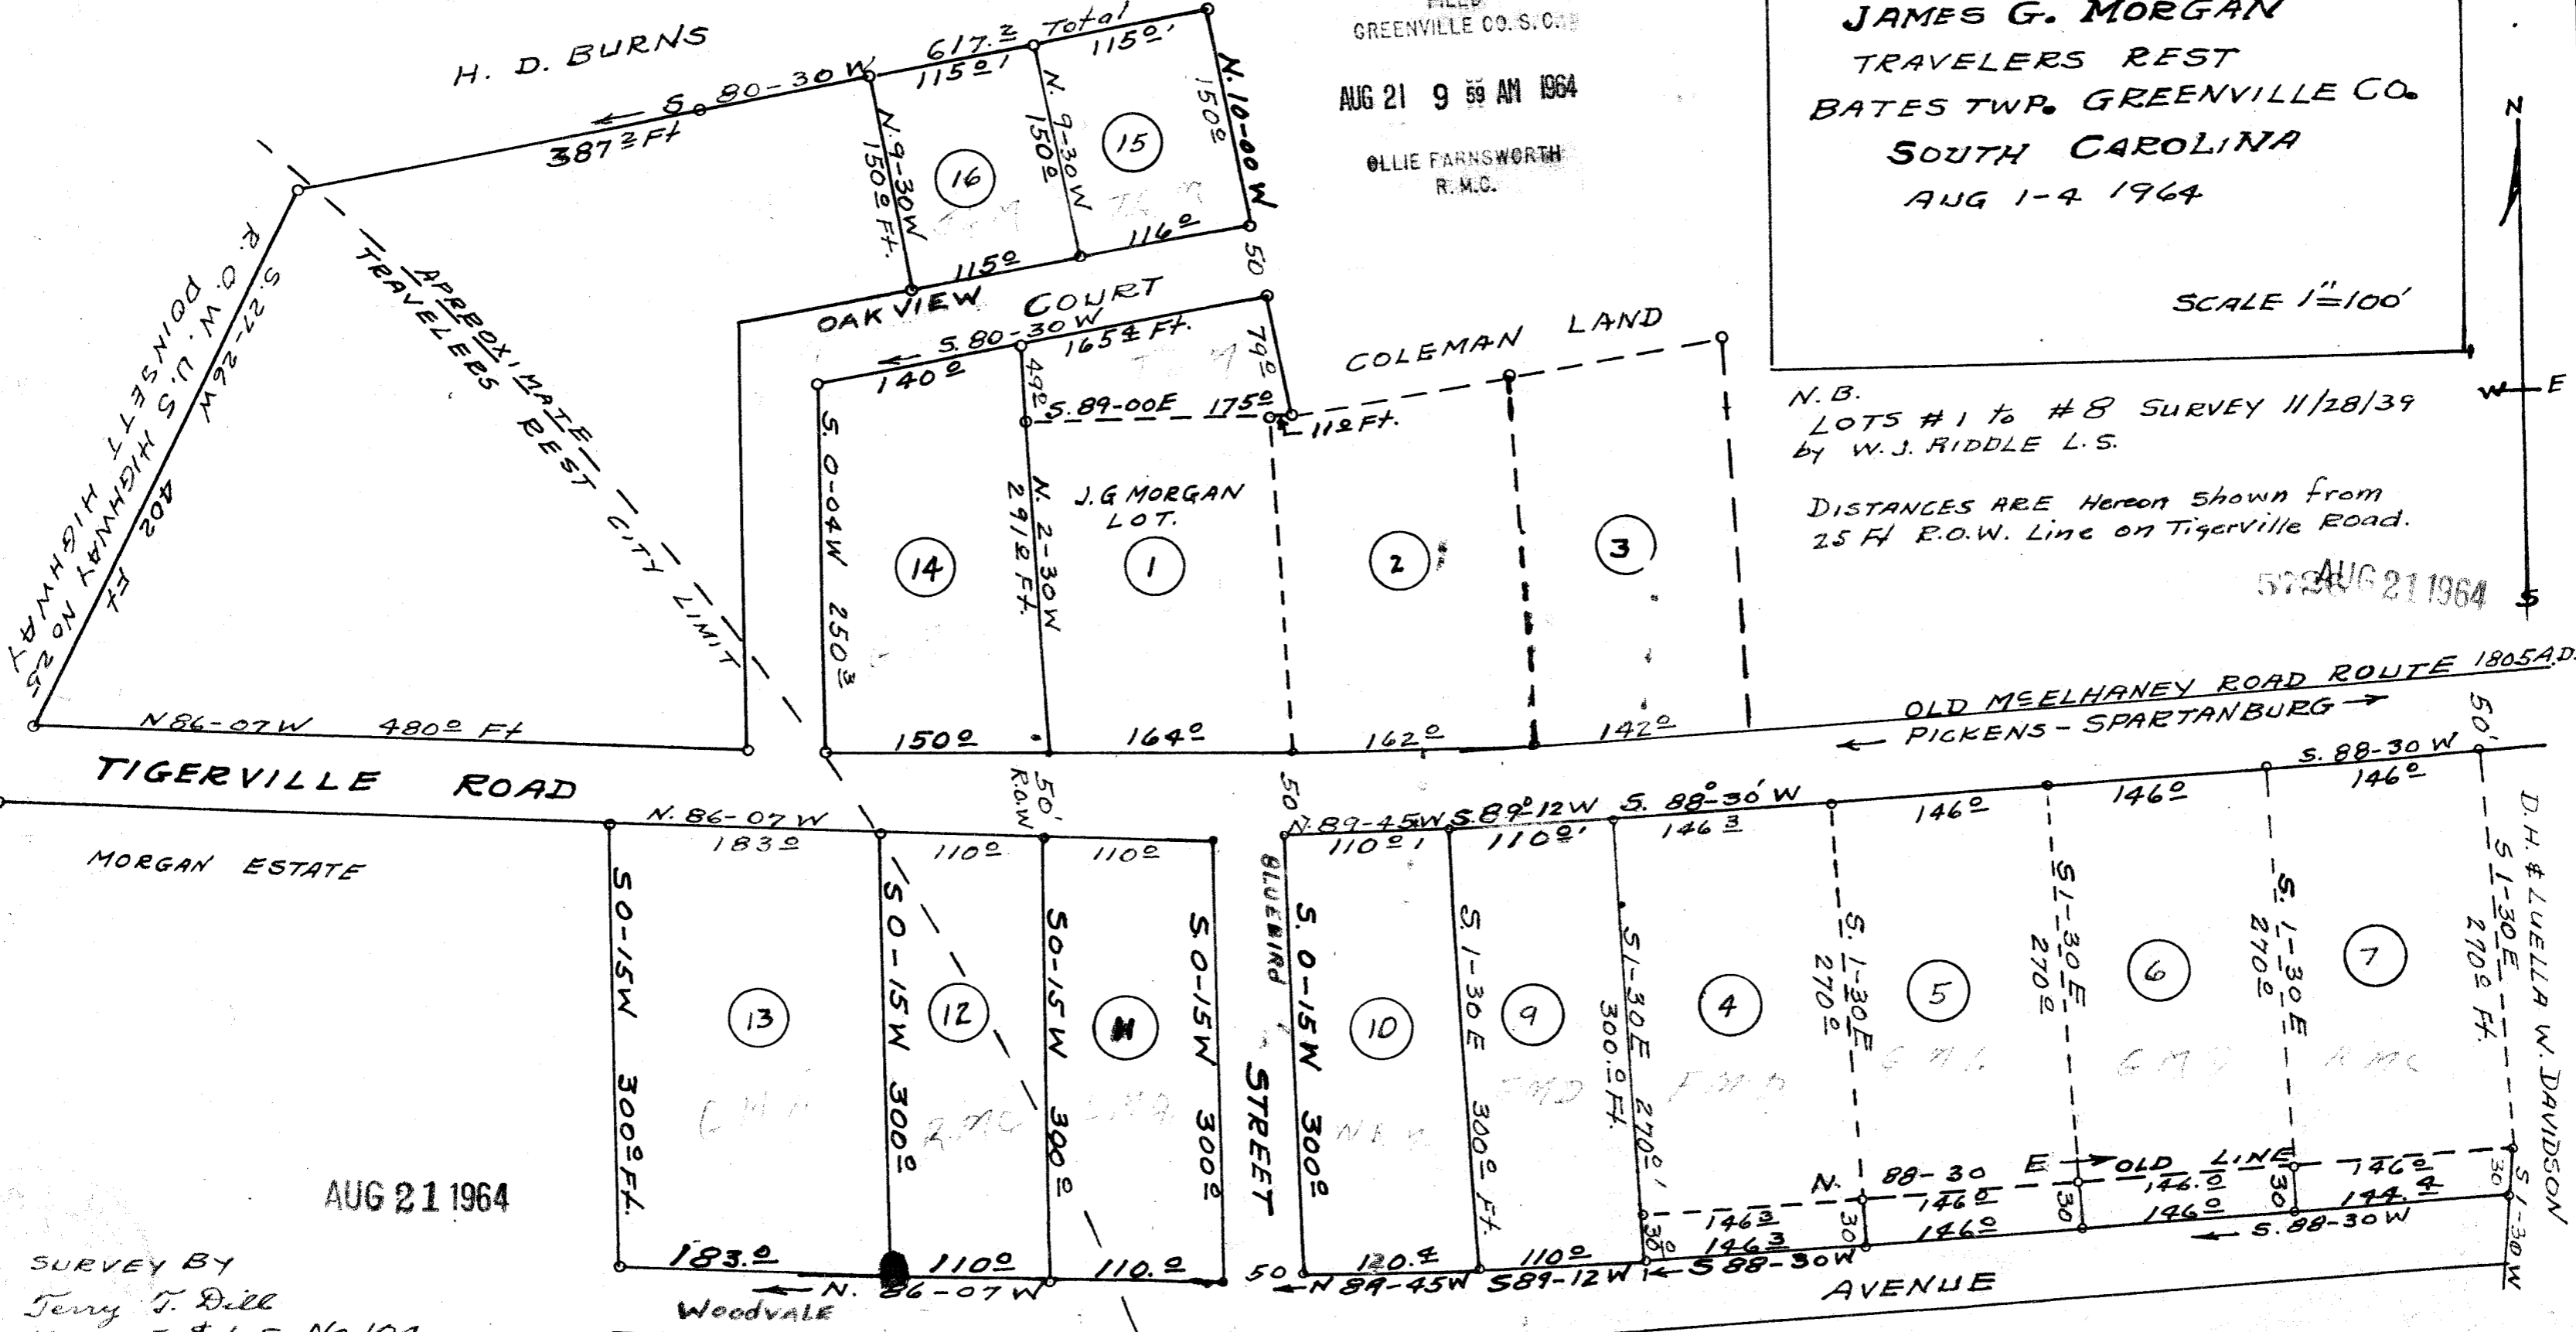 FILED
GREENVILLE CO. S. C.
AUG 21 9 59 AM 1964
OLLIE FARNSWORTH
R. M. C.
JAMES G. MORGAN
TRAVELERS REST
BATES TWP. GREENVILLE CO.
SOUTH CAROLINA
AUG 1-4 1964
SCALE 1"=100'
N
W E
S
N.B.
LOTS #1 to #8 SURVEY 11/28/39
by W.J. RIDDLE L.S.
DISTANCES ARE Hereon Shown from
25 Ft R.O.W. Line on Tigerville Road.
AUG 21 1964
H. D. BURNS
S 80-30 W
387.2 Ft
617.2 Total
115.0'
115.0'
N. 9-30 W
150.0 Ft.
16
N. 9-30 W
150.0
15
N. 10-00 W
150.0
115.0
116.0
50
OAKVIEW COURT
S. 80-30 W
140.0
165.4 Ft.
79.0
49.0
S. 89-00 E 175.0
11.0 Ft.
COLEMAN LAND
APPROXIMATE
TRAVELERS REST CITY LIMIT
S. 27-26 W 402 Ft
R.O.W. U.S HIGHWAY NO 25
POINSETT HIGHWAY
S. 0-04 W 250.3
14
N. 2-30 W
291.0 Ft.
J.G MORGAN
LOT.
1
2
3
N 86-07 W 480.0 Ft
150.0
164.0
162.0
142.0
OLD McELHANEY ROAD ROUTE 1805 A.D.
PICKENS - SPARTANBURG
TIGERVILLE ROAD
50'
R.O.W
50'
50'
MORGAN ESTATE
N. 86-07 W
183.0
110.0
110.0
N. 89-45 W
110.0'
S. 89°-12 W
110.0'
S. 88°-30' W
146.3
146.0
146.0
S. 88-30 W
146.0
S 0-15 W 300.0 Ft.
13
S 0-15 W 300.0
12
S 0-15 W 300.0
11
S 0-15 W 300.0
BLUEBIRD STREET
S. 0-15 W 300.0
10
S. 1-30 E 300.0 Ft.
9
S 1-30 E 270.0'
300.0 Ft.
4
S. 1-30 E
270.0
5
S 1-30 E
270.0
6
S. 1-30 E
270.0
7
S 1-30 E
270.0 Ft.
D.H. & LUELLA W. DAVIDSON
N. 88-30 E OLD LINE
146.3
146.0
146.0
146.0
30.0
30
30
30
30
183.0
110.0
110.0
50
120.4
110.0
146.3
146.0
146.0
144.4
N. 86-07 W
N 89-45 W
S 89-12 W
S 88-30 W
S. 88-30 W
S 1-30 W
Woodvale AVENUE
AUG 21 1964
SURVEY BY
Terry T. Dill